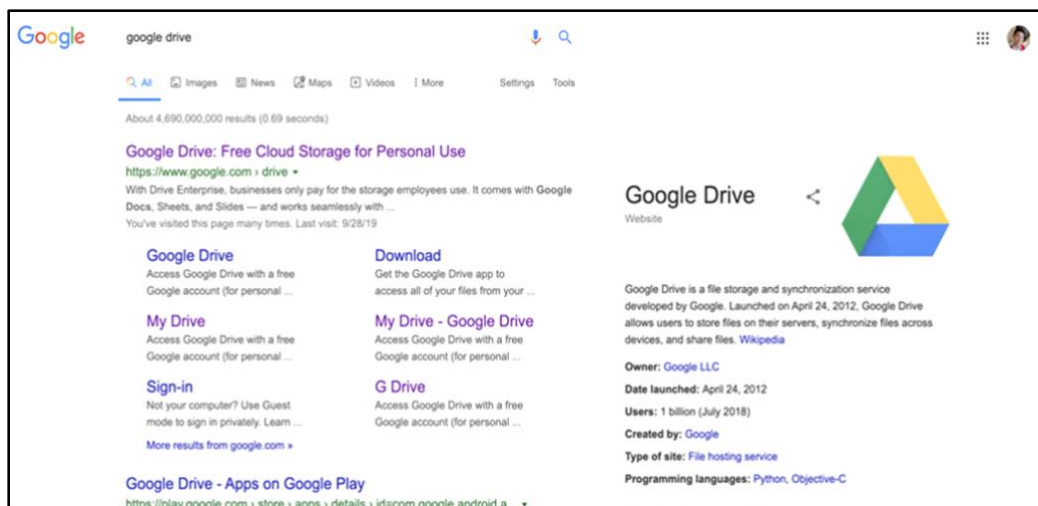 Google
google drive
All Images News Maps Videos More Settings Tools
About 4,690,000,000 results (0.69 seconds)
Google Drive: Free Cloud Storage for Personal Use
https://www.google.com › drive
With Drive Enterprise, businesses only pay for the storage employees use. It comes with Google
Docs, Sheets, and Slides — and works seamlessly with ...
You've visited this page many times. Last visit: 9/28/19
Google Drive
Access Google Drive with a free
Google account (for personal ...
Download
Get the Google Drive app to
access all of your files from your ...
My Drive
Access Google Drive with a free
Google account (for personal ...
My Drive - Google Drive
Access Google Drive with a free
Google account (for personal ...
Sign-in
Not your computer? Use Guest
mode to sign in privately. Learn ...
G Drive
Access Google Drive with a free
Google account (for personal ...
More results from google.com »
Google Drive - Apps on Google Play
https://play.google.com › store › apps › details › id=com.google.android.a...
Google Drive
Website
Google Drive is a file storage and synchronization service
developed by Google. Launched on April 24, 2012, Google Drive
allows users to store files on their servers, synchronize files across
devices, and share files. Wikipedia
Owner: Google LLC
Date launched: April 24, 2012
Users: 1 billion (July 2018)
Created by: Google
Type of site: File hosting service
Programming languages: Python, Objective-C